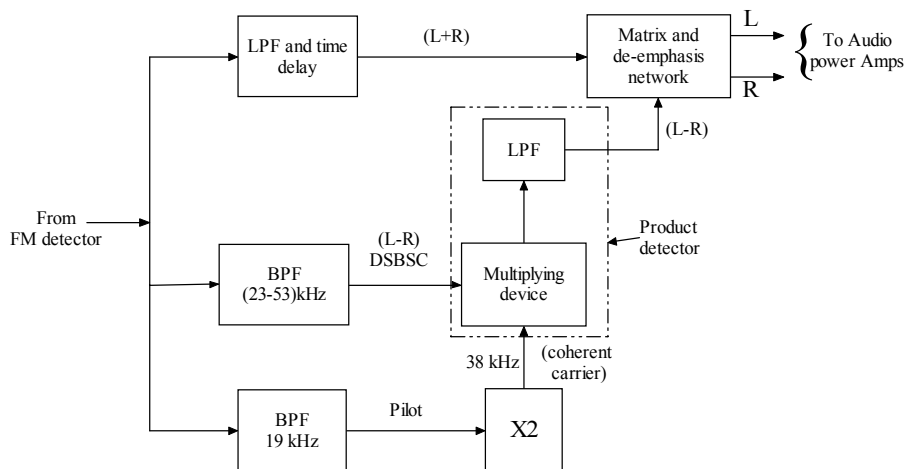 LPF and time
delay
(L+R)
Matrix and
de-emphasis
network
L
R
To Audio
power Amps
(L-R)
LPF
From
FM detector
Product
detector
BPF
(23-53)kHz
(L-R)
DSBSC
Multiplying
device
38 kHz
(coherent
carrier)
BPF
19 kHz
Pilot
X2